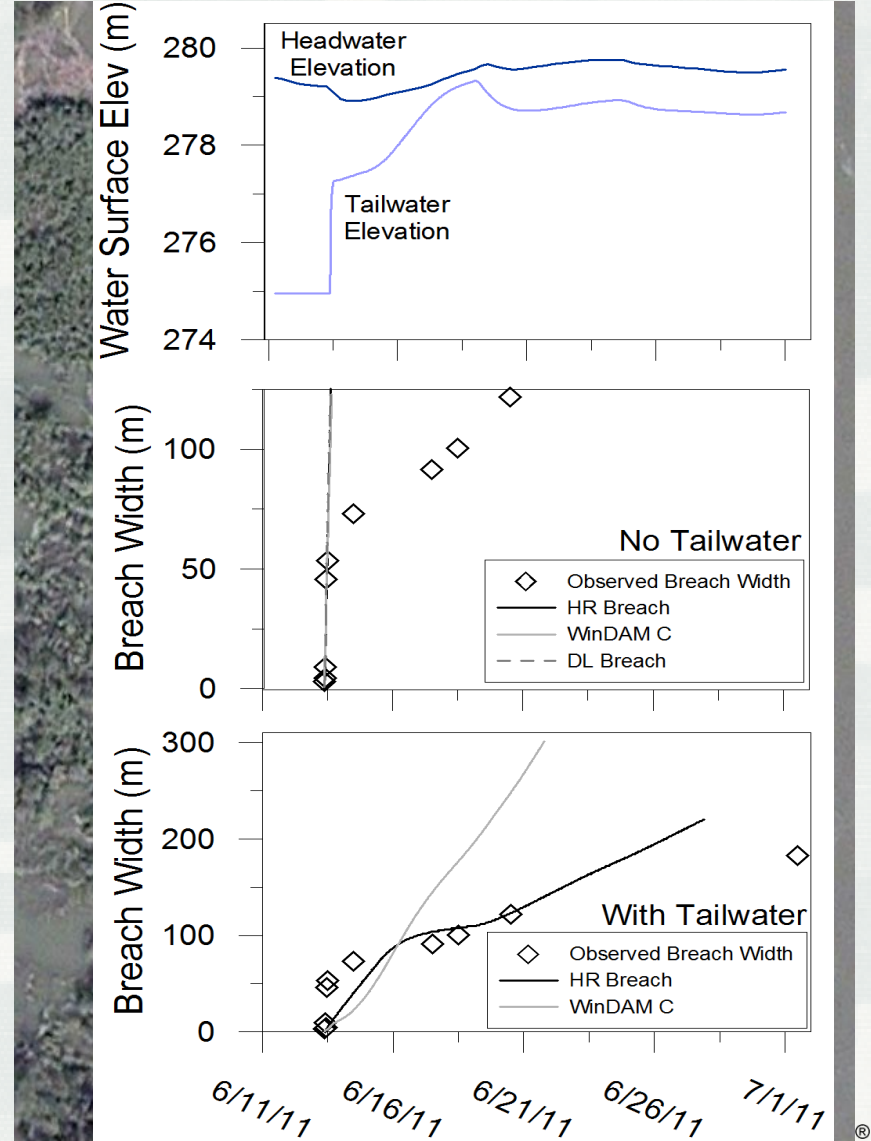 Water Surface Elev (m)
280
278
276
274
Headwater
Elevation
Tailwater
Elevation
Breach Width (m)
100
50
0
No Tailwater
Observed Breach Width
HR Breach
WinDAM C
DL Breach
Breach Width (m)
300
200
100
0
With Tailwater
Observed Breach Width
HR Breach
WinDAM C
6/11/11
6/16/11
6/21/11
6/26/11
7/1/11
®